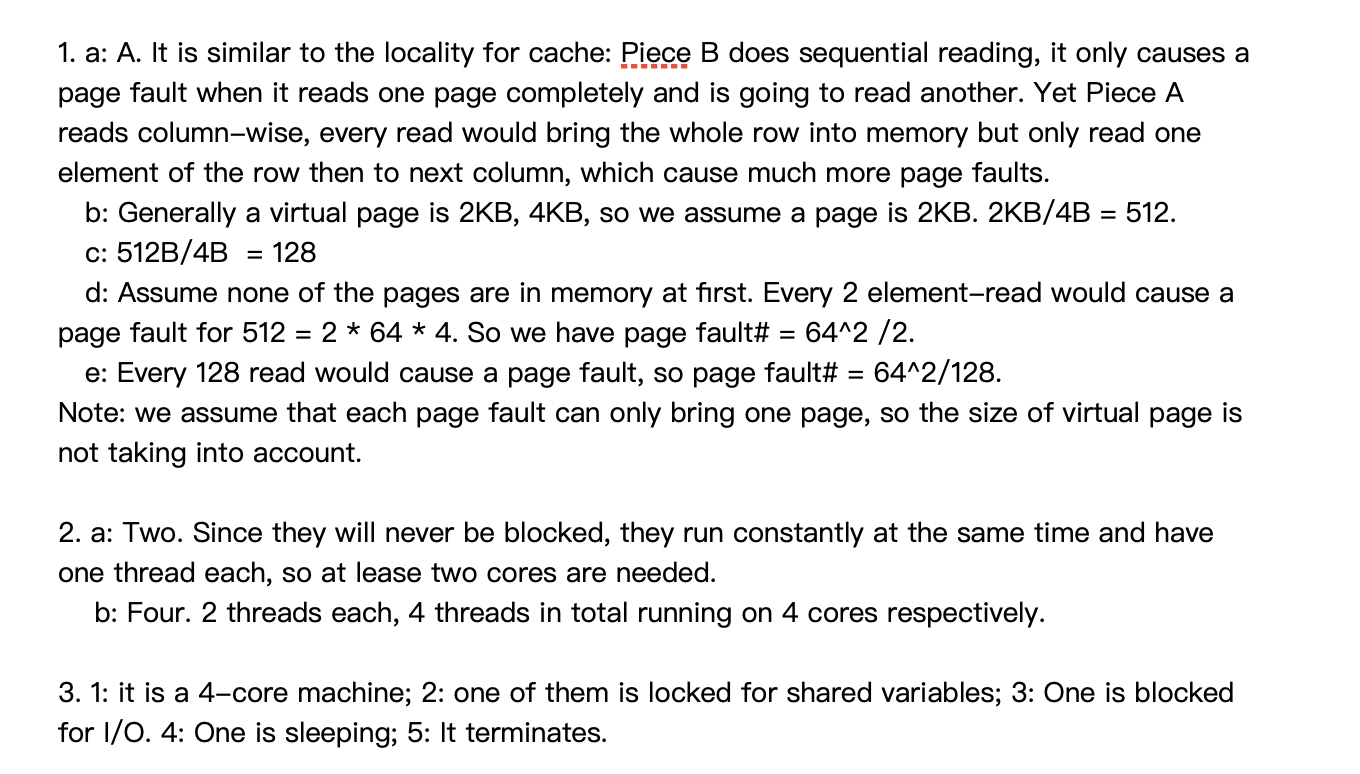 1. a: A. It is similar to the locality for cache: Piece B does sequential reading, it only causes a
page fault when it reads one page completely and is going to read another. Yet Piece A
reads column-wise, every read would bring the whole row into memory but only read one
element of the row then to next column, which cause much more page faults.
b: Generally a virtual page is 2KB, 4KB, so we assume a page is 2KB. 2KB/4B = 512.
c: 512B/4B  = 128
d: Assume none of the pages are in memory at first. Every 2 element-read would cause a
page fault for 512 = 2 * 64 * 4. So we have page fault# = 64^2 /2.
e: Every 128 read would cause a page fault, so page fault# = 64^2/128.
Note: we assume that each page fault can only bring one page, so the size of virtual page is
not taking into account.
2. a: Two. Since they will never be blocked, they run constantly at the same time and have
one thread each, so at lease two cores are needed.
b: Four. 2 threads each, 4 threads in total running on 4 cores respectively.
3. 1: it is a 4-core machine; 2: one of them is locked for shared variables; 3: One is blocked
for I/O. 4: One is sleeping; 5: It terminates.